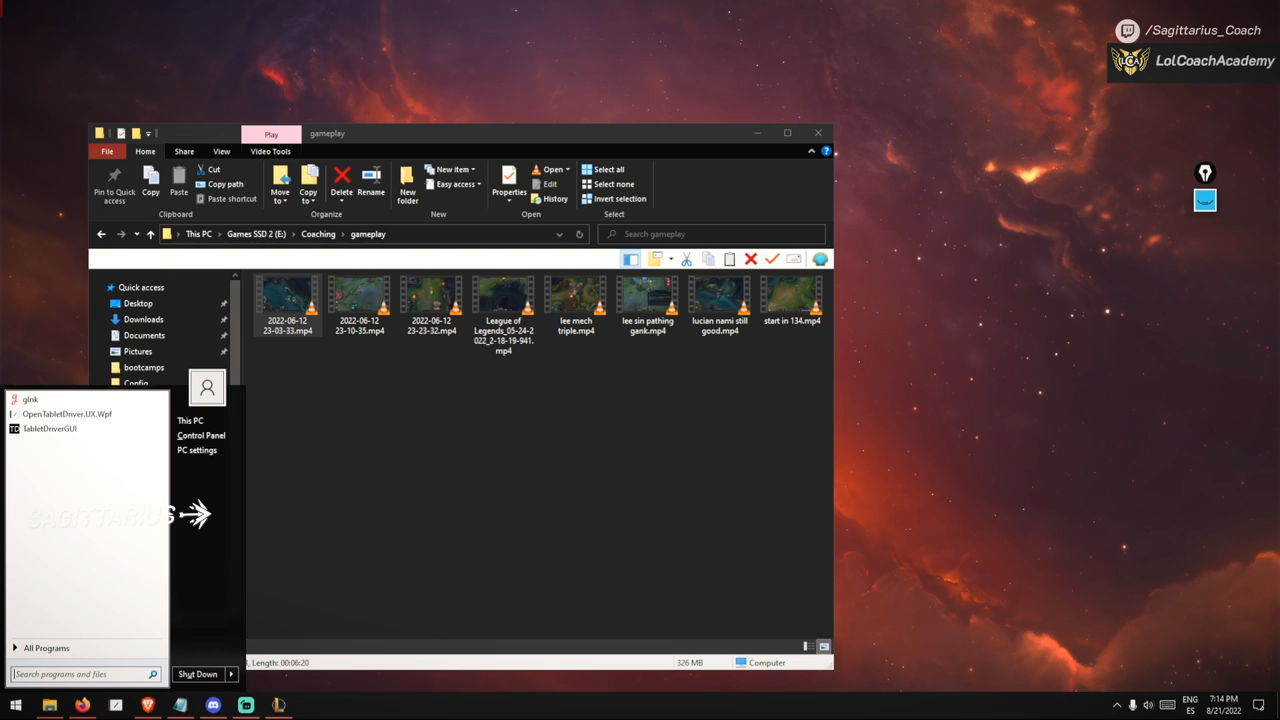 /Sagittarius_Coach
LCA LolCoachAcademy
Play
gameplay
File
Home
Share
View
Video Tools
Pin to Quick
access
Copy
Paste
Cut
Copy path
Paste shortcut
Clipboard
Move
to
Copy
to
Delete
Rename
Organize
New
folder
New item
Easy access
New
Properties
Open
Edit
History
Open
Select all
Select none
Invert selection
Select
This PC
Games SSD 2 (E:)
Coaching
gameplay
Search gameplay
Quick access
Desktop
Downloads
Documents
Pictures
bootcamps
Config
2022-06-12
23-03-33.mp4
2022-06-12
23-10-35.mp4
2022-06-12
23-23-32.mp4
League of
Legends_05-24-2
022_2-18-19-941.
mp4
lee mech
triple.mp4
lee sin pathing
gank.mp4
lucian nami still
good.mp4
start in 134.mp4
gInk
OpenTabletDriver.UX.Wpf
TD TabletDriverGUI
This PC
Control Panel
PC settings
SAGITTARIUS
All Programs
Search programs and files
Shut Down
Length: 00:06:20
326 MB
Computer
ENG
ES
7:14 PM
8/21/2022